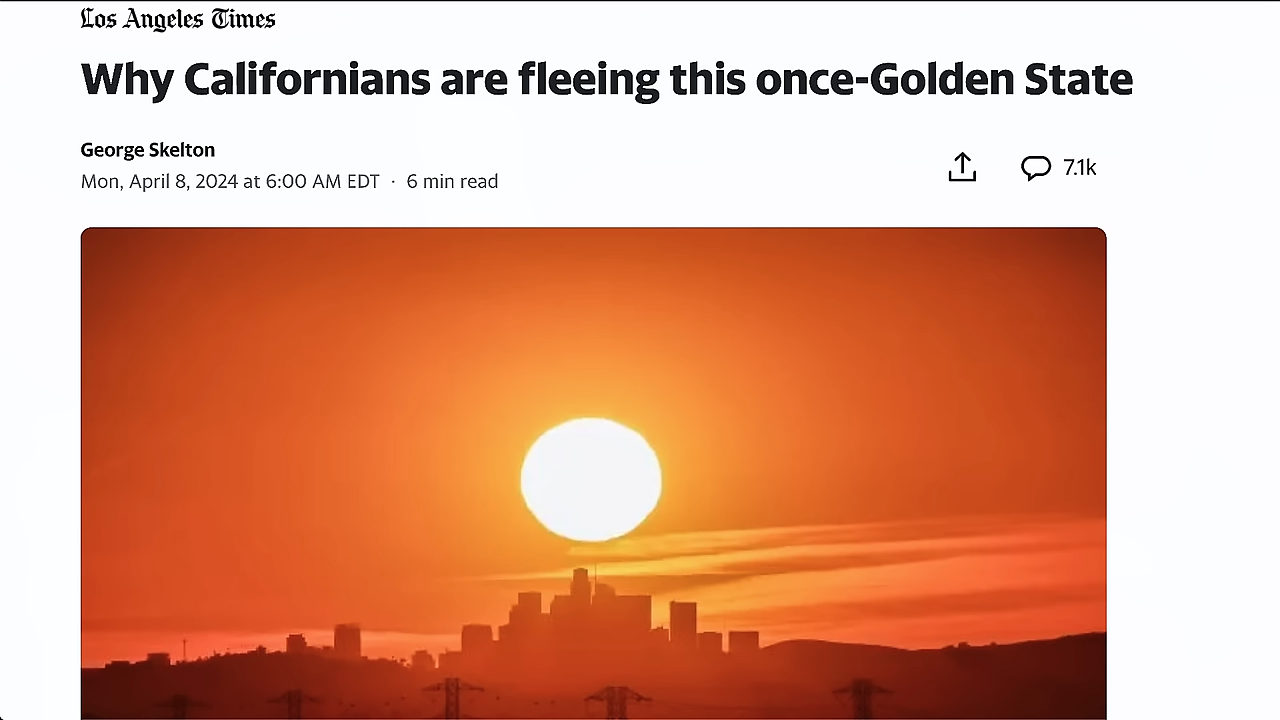 Los Angeles Times
Why Californians are fleeing this once-Golden State
George Skelton
Mon, April 8, 2024 at 6:00 AM EDT · 6 min read
7.1k